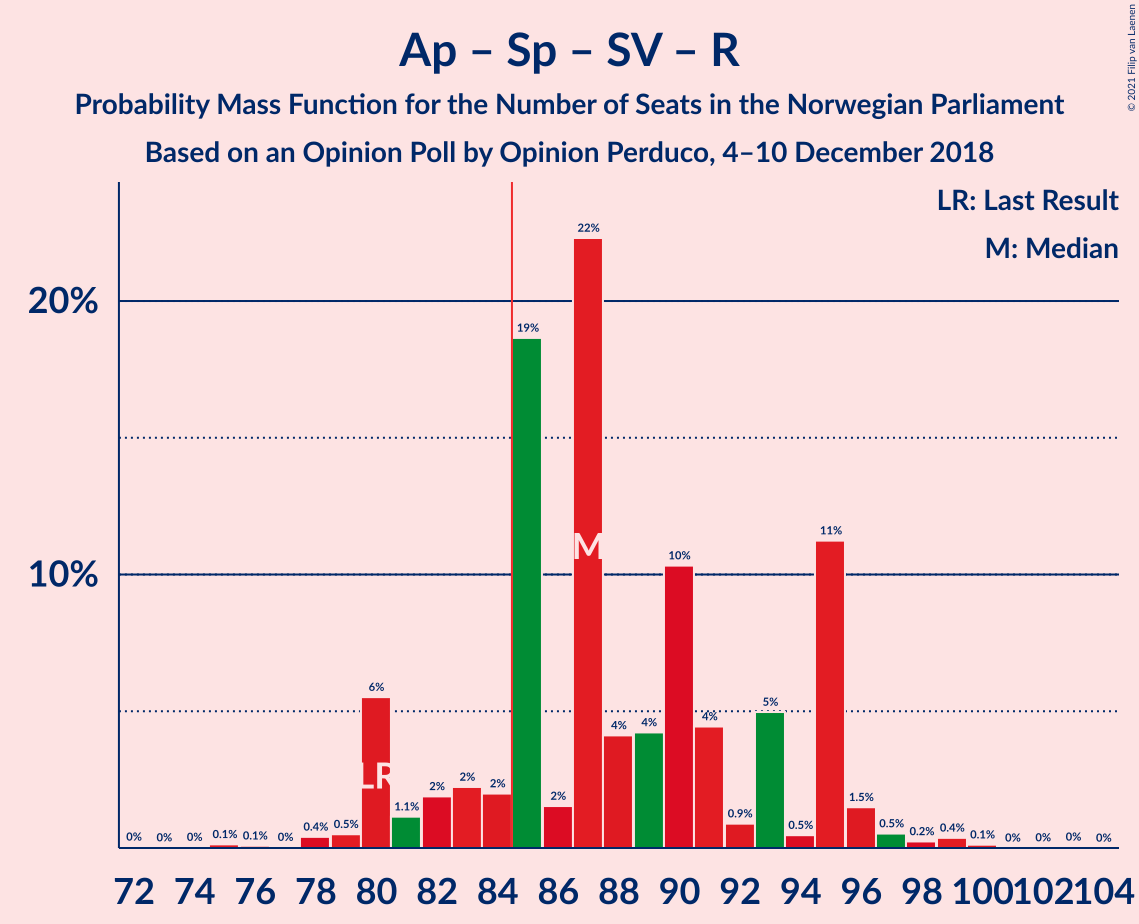 Ap – Sp – SV – R
Probability Mass Function for the Number of Seats in the Norwegian Parliament
Based on an Opinion Poll by Opinion Perduco, 4–10 December 2018
© 2021 Filip van Laenen
LR: Last Result
M: Median
20%
10%
0% 0% 0% 0.1% 0.1% 0% 0.4% 0.5% 6% 1.1% 2% 2% 2% 19% 2% 22% 4% 4% 10% 4% 0.9% 5% 0.5% 11% 1.5% 0.5% 0.2% 0.4% 0.1% 0% 0% 0% 0%
LR
M
72 74 76 78 80 82 84 86 88 90 92 94 96 98 100 102 104